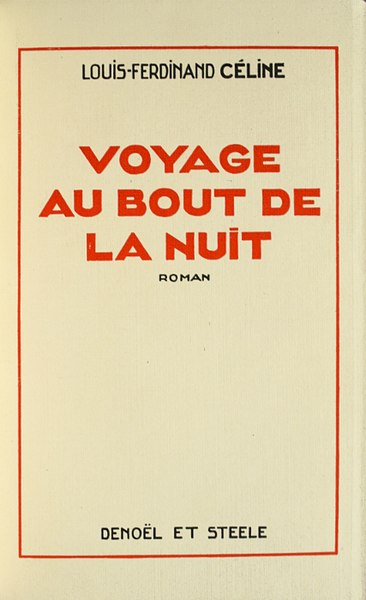 LOUIS-FERDINAND CÉLINE
VOYAGE
AU BOUT DE
LA NUIT
ROMAN
DENOËL ET STEELE